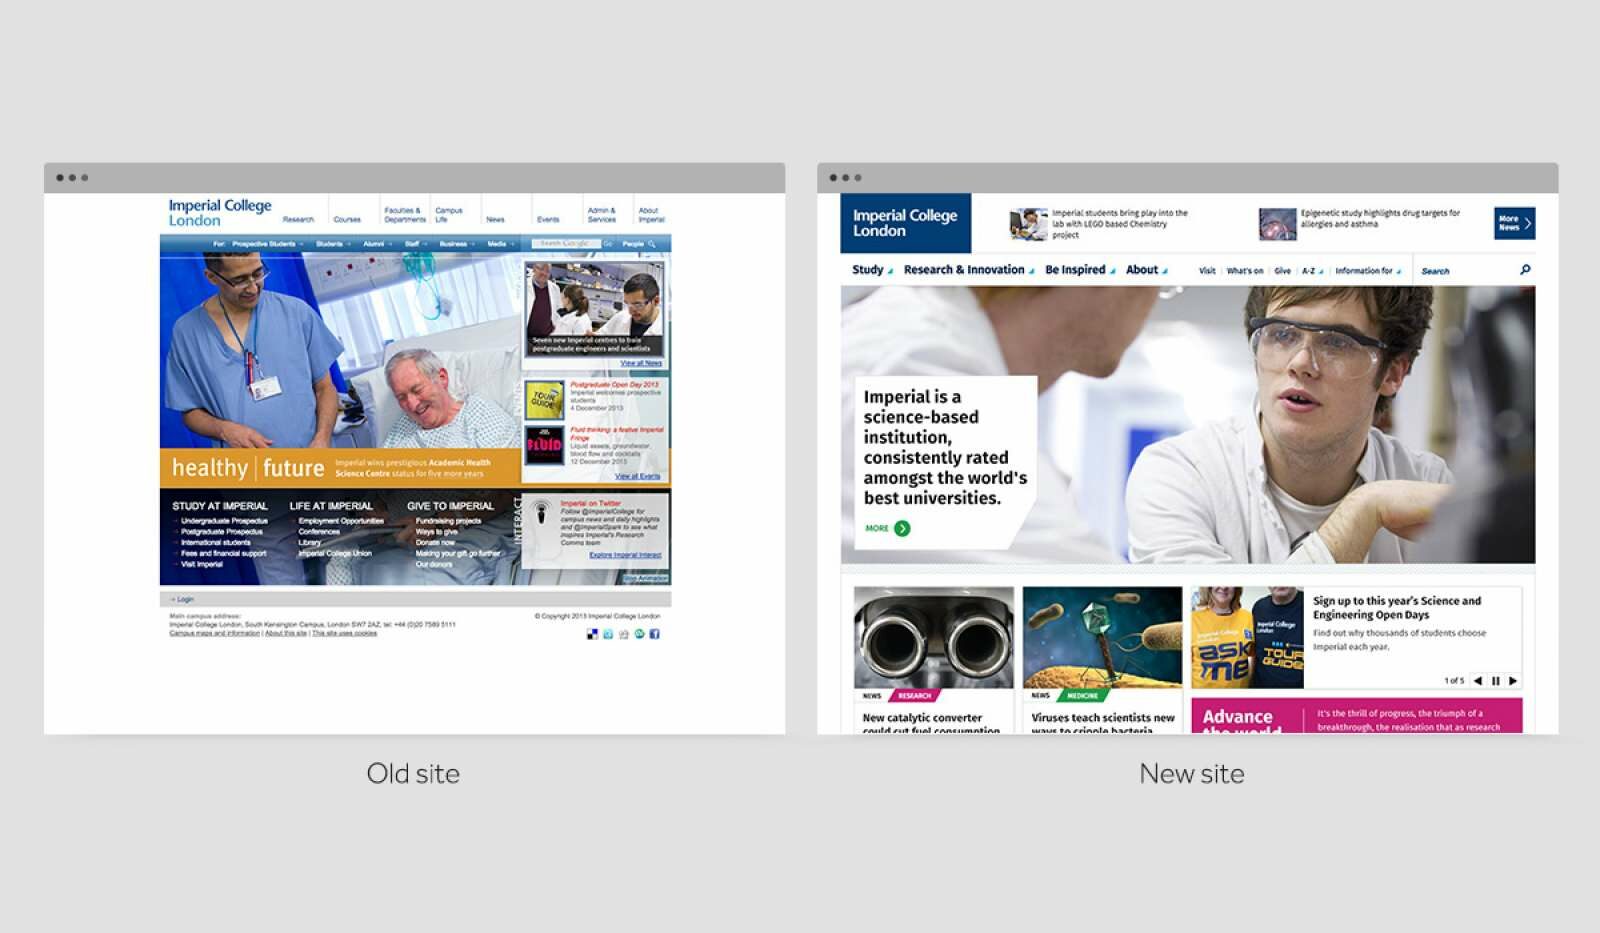 Imperial College
London
Research
Courses
Faculties &
Departments
Campus
Life
News
Events
Admin &
Services
About
Imperial
For: Prospective Students Students Alumni Staff Business Media Search Google Go People
Seven new Imperial centres to train
postgraduate engineers and scientists
View all News
TOUR
GUIDE
Postgraduate Open Day 2013
Imperial welcomes prospective
students
4 December 2013
FLUID
Fluid thinking: a festive Imperial
Fringe
Liquid assets, groundwater,
blood flow and cocktails
12 December 2013
View all Events
healthy | future
Imperial wins prestigious Academic Health
Science Centre status for five more years
STUDY AT IMPERIAL
Undergraduate Prospectus
Postgraduate Prospectus
International students
Fees and financial support
Visit Imperial
LIFE AT IMPERIAL
Employment Opportunities
Conferences
Library
Imperial College Union
GIVE TO IMPERIAL
Fundraising projects
Ways to give
Donate now
Making your gift go further
Our donors
INTERACT
Imperial on Twitter
Follow @imperialcollege for
campus news and daily highlights
and @ImperialSpark to see what
inspires Imperial's Research
Comms team
Explore Imperial Interact
Stop Animation
Login
Main campus address:
Imperial College London, South Kensington Campus, London SW7 2AZ, tel: +44 (0)20 7589 5111
Campus maps and information | About this site | This site uses cookies
© Copyright 2013 Imperial College London
Old site
Imperial College
London
Imperial students bring play into the
lab with LEGO based Chemistry
project
Epigenetic study highlights drug targets for
allergies and asthma
More
News
Study Research & Innovation Be Inspired About Visit What's on Give A-Z Information for Search
Imperial is a
science-based
institution,
consistently rated
amongst the world's
best universities.
MORE
NEWS RESEARCH
New catalytic converter
could cut fuel consumption
NEWS MEDICINE
Viruses teach scientists new
ways to cripple bacteria
Imperial College
London
ask
me
Imperial College
London
TOUR
GUIDE
Sign up to this year's Science and
Engineering Open Days
Find out why thousands of students choose
Imperial each year.
1 of 5
Advance
the world
It's the thrill of progress, the triumph of a
breakthrough, the realisation that as research
New site